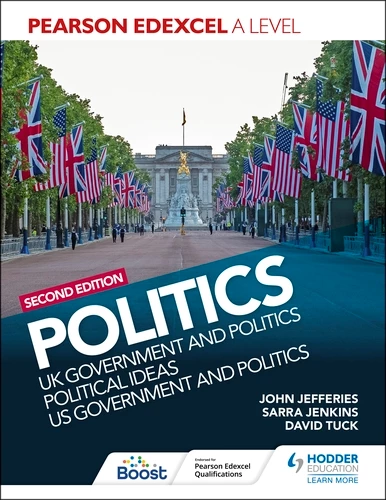 PEARSON EDEXCEL A LEVEL
SECOND EDITION
POLITICS
UK GOVERNMENT AND POLITICS
POLITICAL IDEAS
US GOVERNMENT AND POLITICS
JOHN JEFFERIES
SARRA JENKINS
DAVID TUCK
Boost
Endorsed for
Pearson Edexcel
Qualifications
HODDER
EDUCATION
LEARN MORE